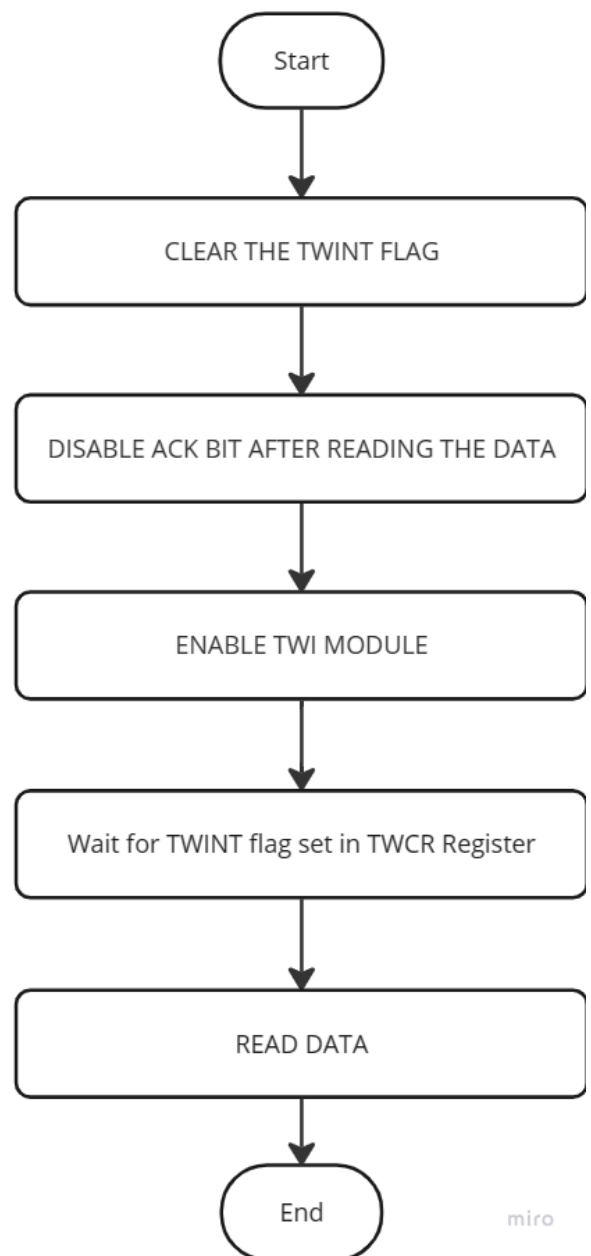 Start
CLEAR THE TWINT FLAG
DISABLE ACK BIT AFTER READING THE DATA
ENABLE TWI MODULE
Wait for TWINT flag set in TWCR Register
READ DATA
End
miro